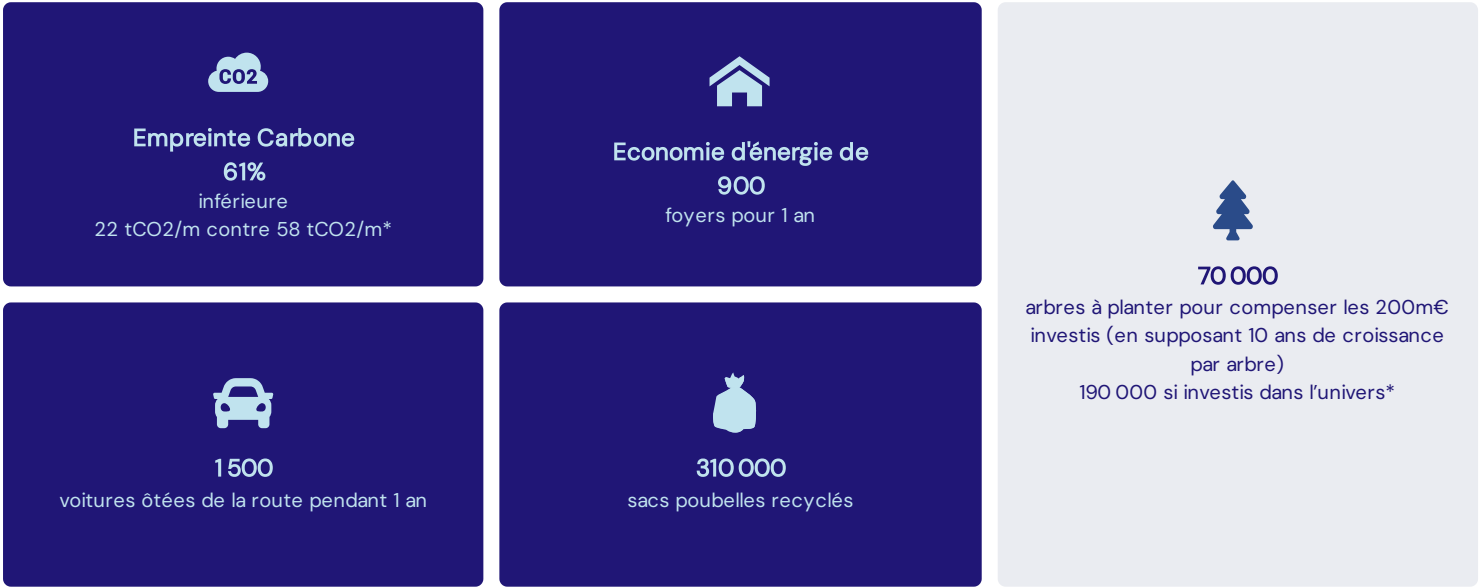 CO2
Empreinte Carbone
61%
inférieure
22 tCO2/m contre 58 tCO2/m*
Economie d'énergie de
900
foyers pour 1 an
1 500
voitures ôtées de la route pendant 1 an
310 000
sacs poubelles recyclés
70 000
arbres à planter pour compenser les 200m€
investis (en supposant 10 ans de croissance
par arbre)
190 000 si investis dans l’univers*